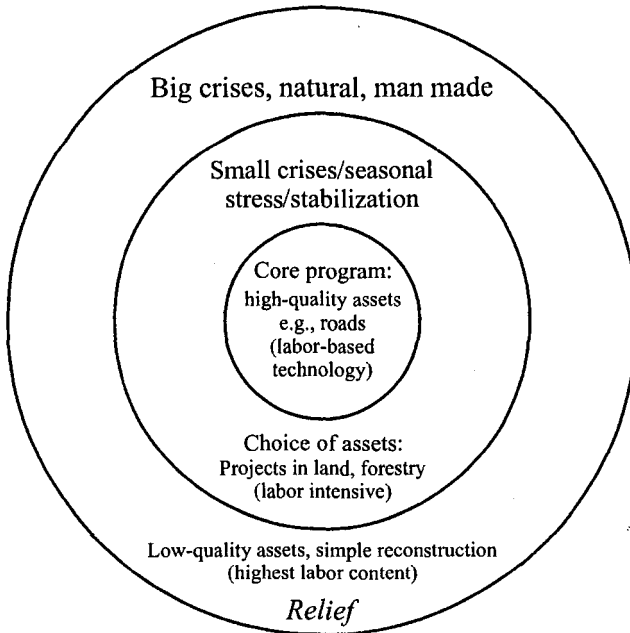 Big crises, natural, man made
Small crises/seasonal
stress/stabilization
Core program:
high-quality assets
e.g., roads
(labor-based
technology)
Choice of assets:
Projects in land, forestry
(labor intensive)
Low-quality assets, simple reconstruction
(highest labor content)
Relief